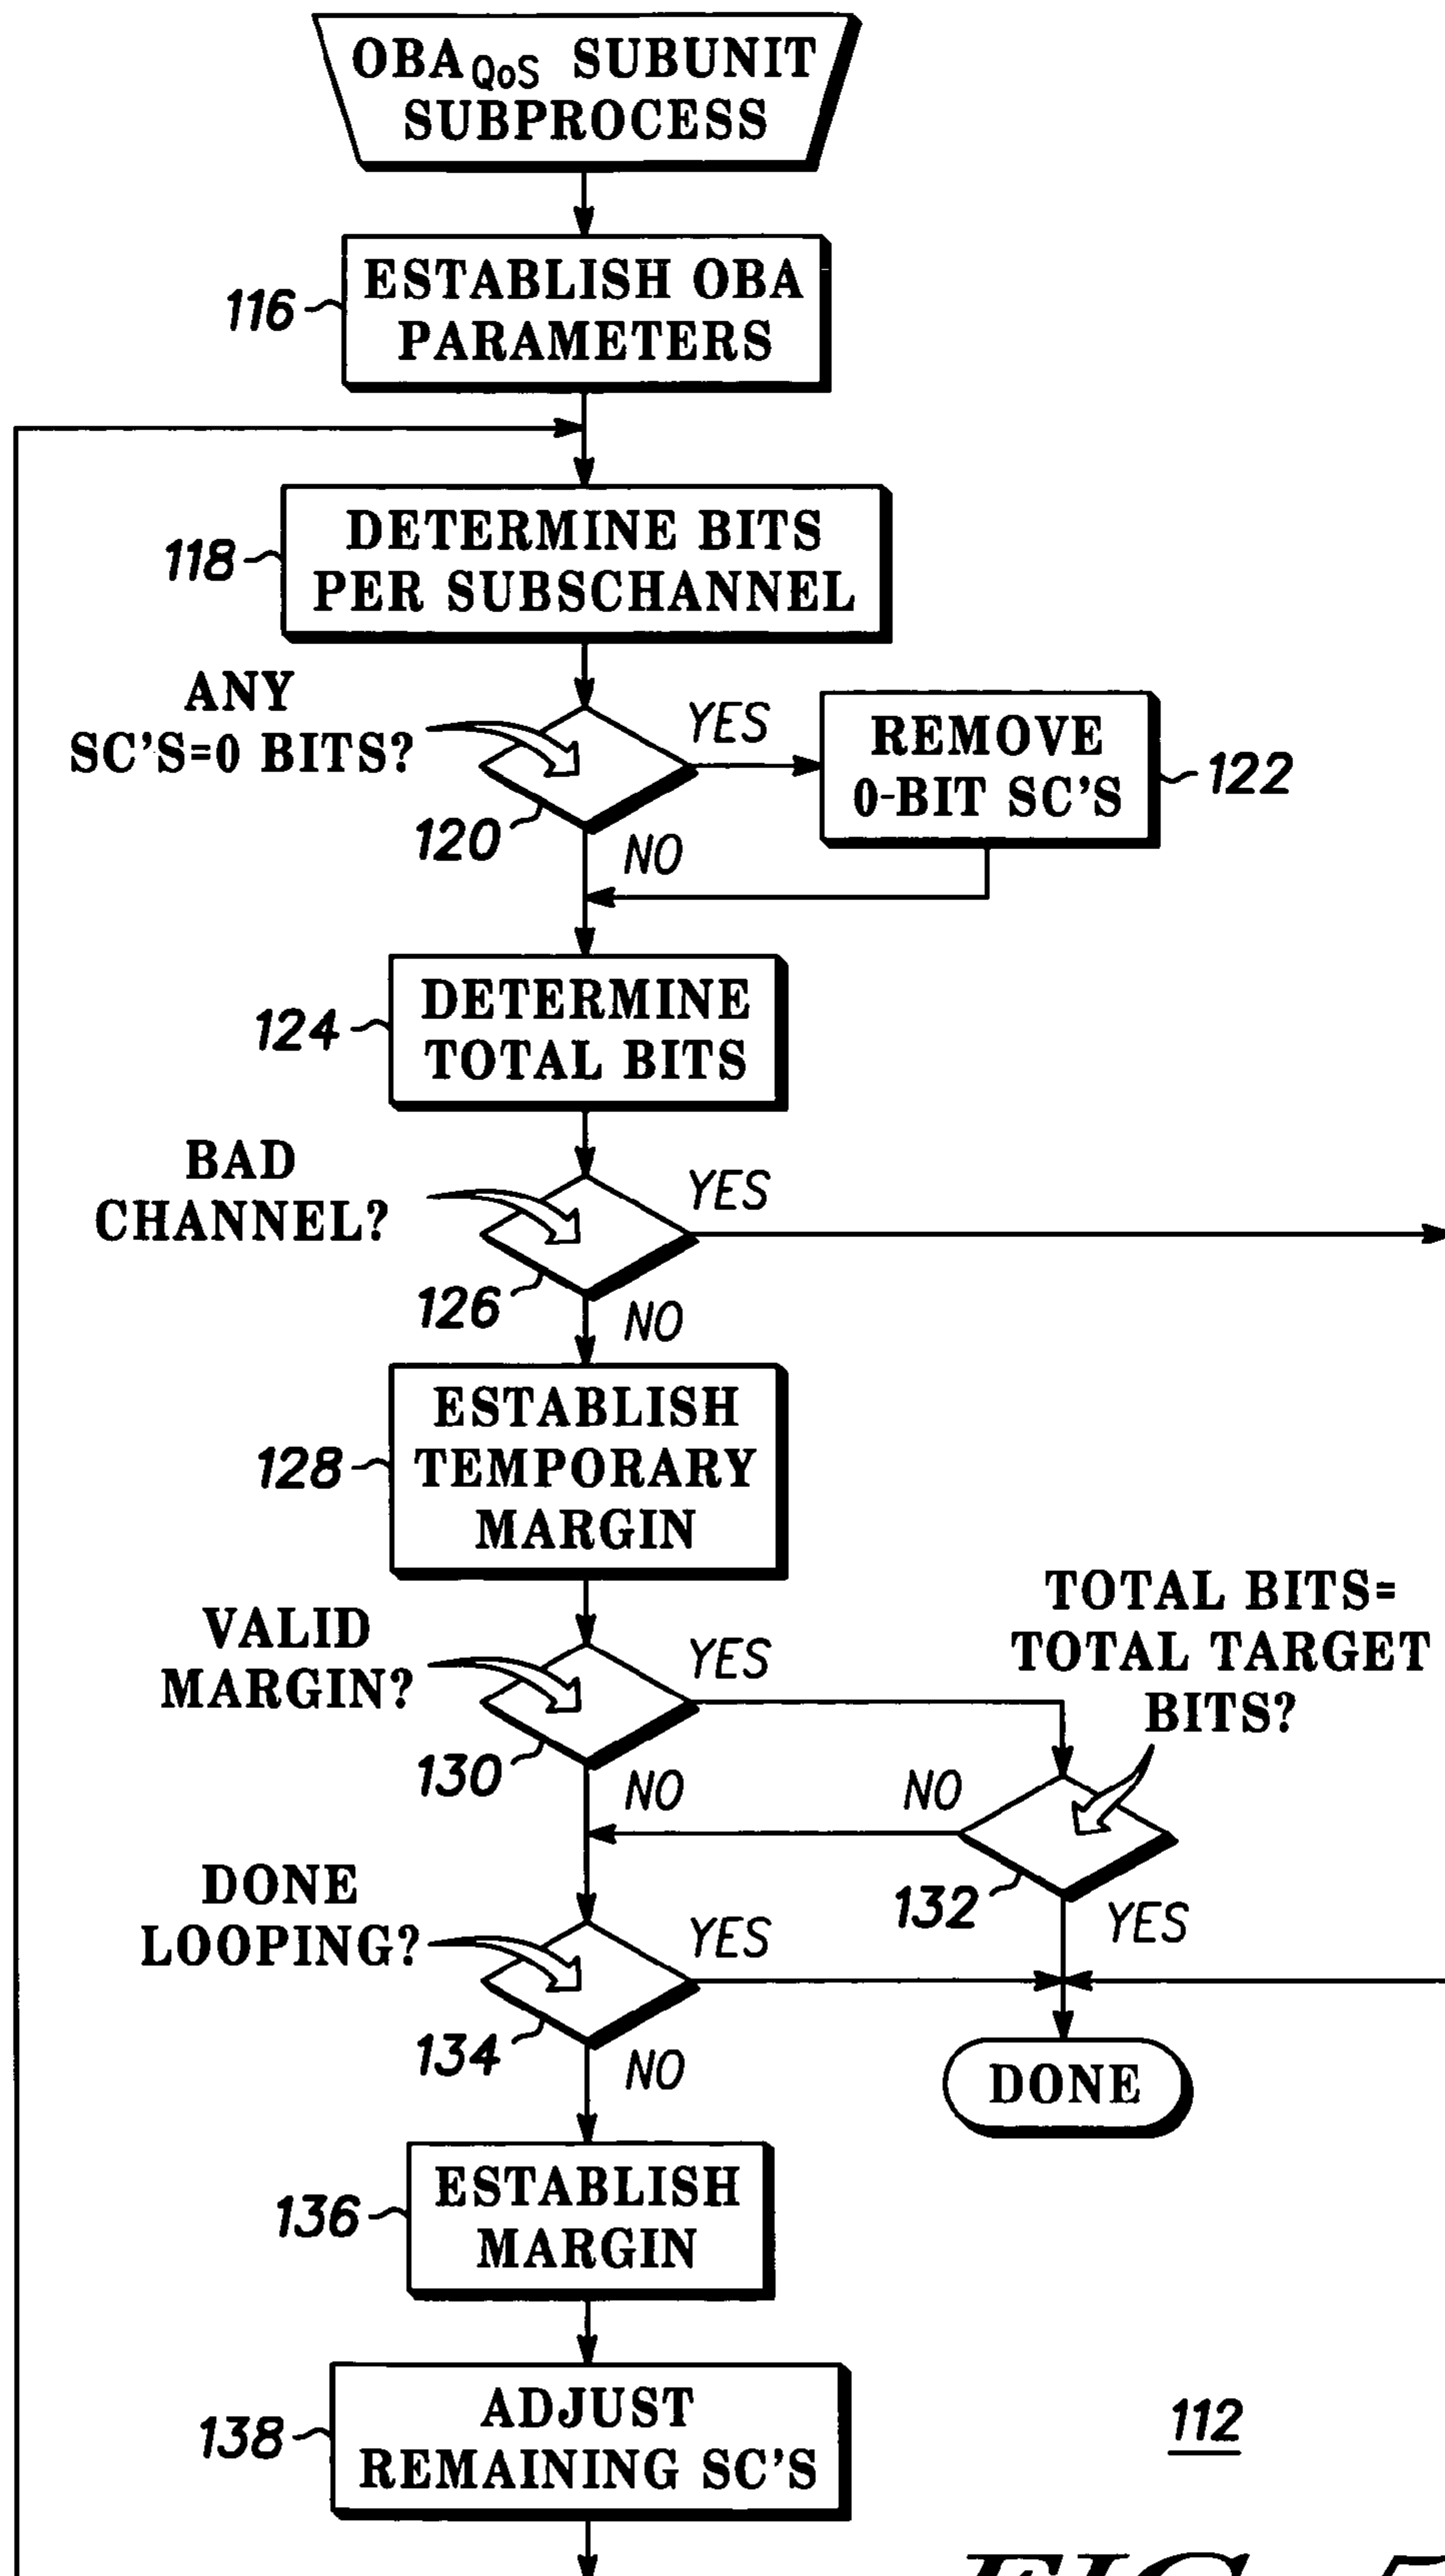 OBA QoS SUBUNIT
SUBPROCESS
ESTABLISH OBA
PARAMETERS
116
DETERMINE BITS
PER SUBSCHANNEL
118
ANY
SC'S=0 BITS?
YES
REMOVE
0-BIT SC'S
122
120
NO
DETERMINE
TOTAL BITS
124
BAD
CHANNEL?
YES
126
NO
ESTABLISH
TEMPORARY
MARGIN
128
VALID
MARGIN?
YES
TOTAL BITS=
TOTAL TARGET
BITS?
130
NO
NO
132
YES
DONE
LOOPING?
YES
134
NO
DONE
ESTABLISH
MARGIN
136
ADJUST
REMAINING SC'S
138
112